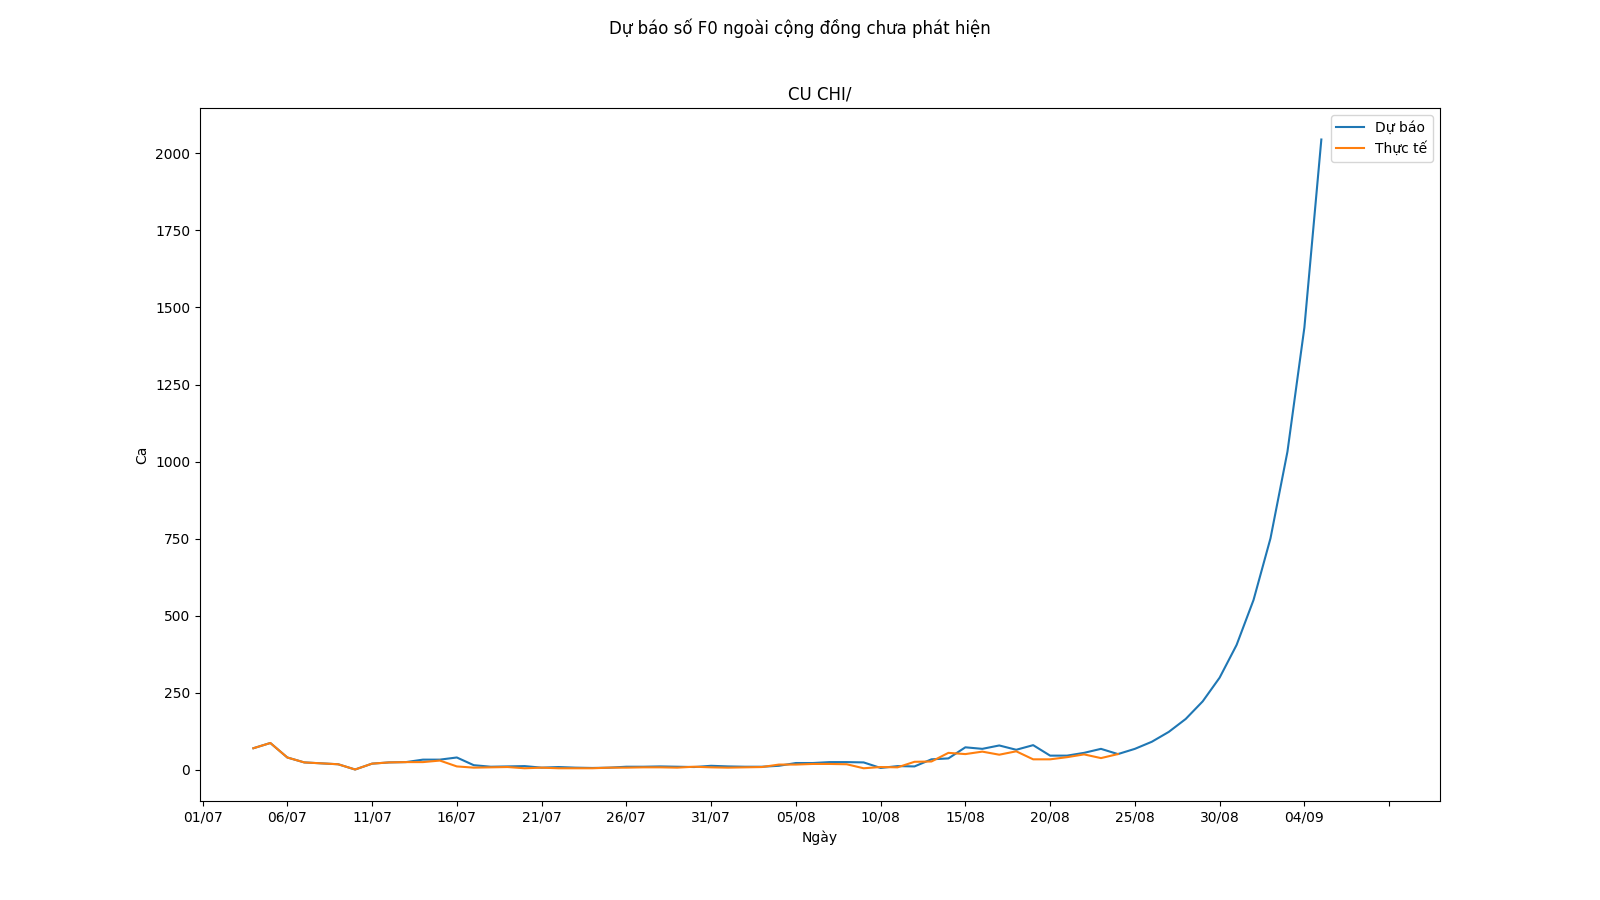 Dự báo số F0 ngoài cộng đồng chưa phát hiện
CU CHI/
Dự báo
Thực tế
2000
1750
1500
1250
1000
750
500
250
0
Ca
01/07 06/07 11/07 16/07 21/07 26/07 31/07 05/08 10/08 15/08 20/08 25/08 30/08 04/09
Ngày